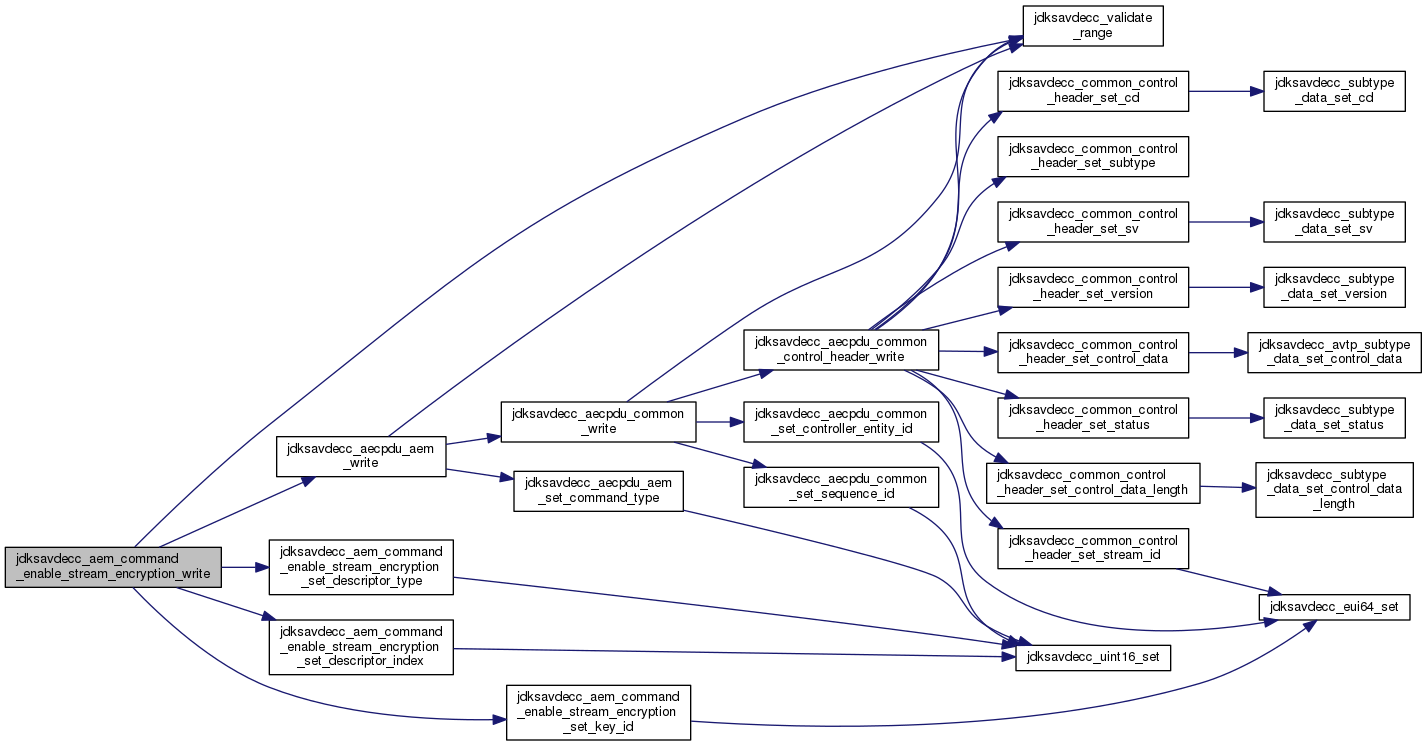 jdksavdecc_validate
_range
jdksavdecc_common_control
_header_set_cd
jdksavdecc_subtype
_data_set_cd
jdksavdecc_common_control
_header_set_subtype
jdksavdecc_common_control
_header_set_sv
jdksavdecc_subtype
_data_set_sv
jdksavdecc_common_control
_header_set_version
jdksavdecc_subtype
_data_set_version
jdksavdecc_aecpdu_common
_control_header_write
jdksavdecc_common_control
_header_set_control_data
jdksavdecc_avtp_subtype
_data_set_control_data
jdksavdecc_aecpdu_common
_write
jdksavdecc_aecpdu_common
_set_controller_entity_id
jdksavdecc_common_control
_header_set_status
jdksavdecc_subtype
_data_set_status
jdksavdecc_aecpdu_aem
_write
jdksavdecc_aecpdu_aem
_set_command_type
jdksavdecc_aecpdu_common
_set_sequence_id
jdksavdecc_common_control
_header_set_control_data_length
jdksavdecc_subtype
_data_set_control_data
_length
jdksavdecc_common_control
_header_set_stream_id
jdksavdecc_aem_command
_enable_stream_encryption_write
jdksavdecc_aem_command
_enable_stream_encryption
_set_descriptor_type
jdksavdecc_eui64_set
jdksavdecc_aem_command
_enable_stream_encryption
_set_descriptor_index
jdksavdecc_uint16_set
jdksavdecc_aem_command
_enable_stream_encryption
_set_key_id